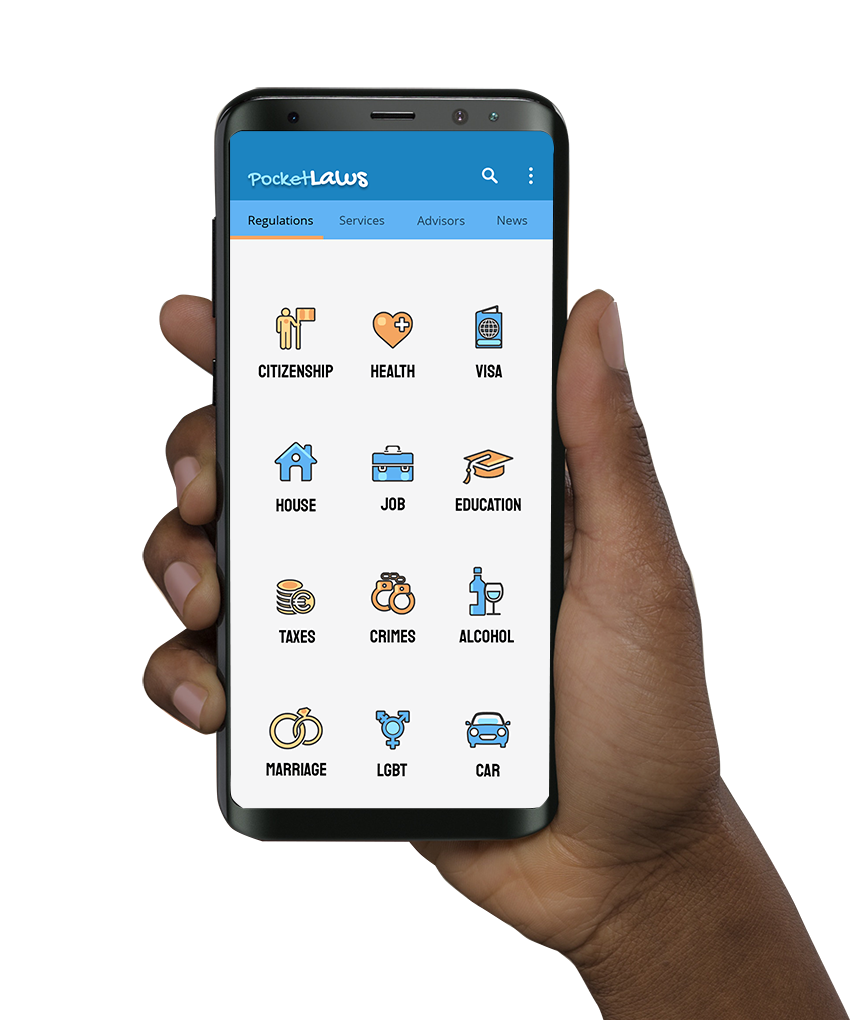 PocketLaws
Regulations Services Advisors News
CITIZENSHIP HEALTH VISA
HOUSE JOB EDUCATION
TAXES CRIMES ALCOHOL
MARRIAGE LGBT CAR